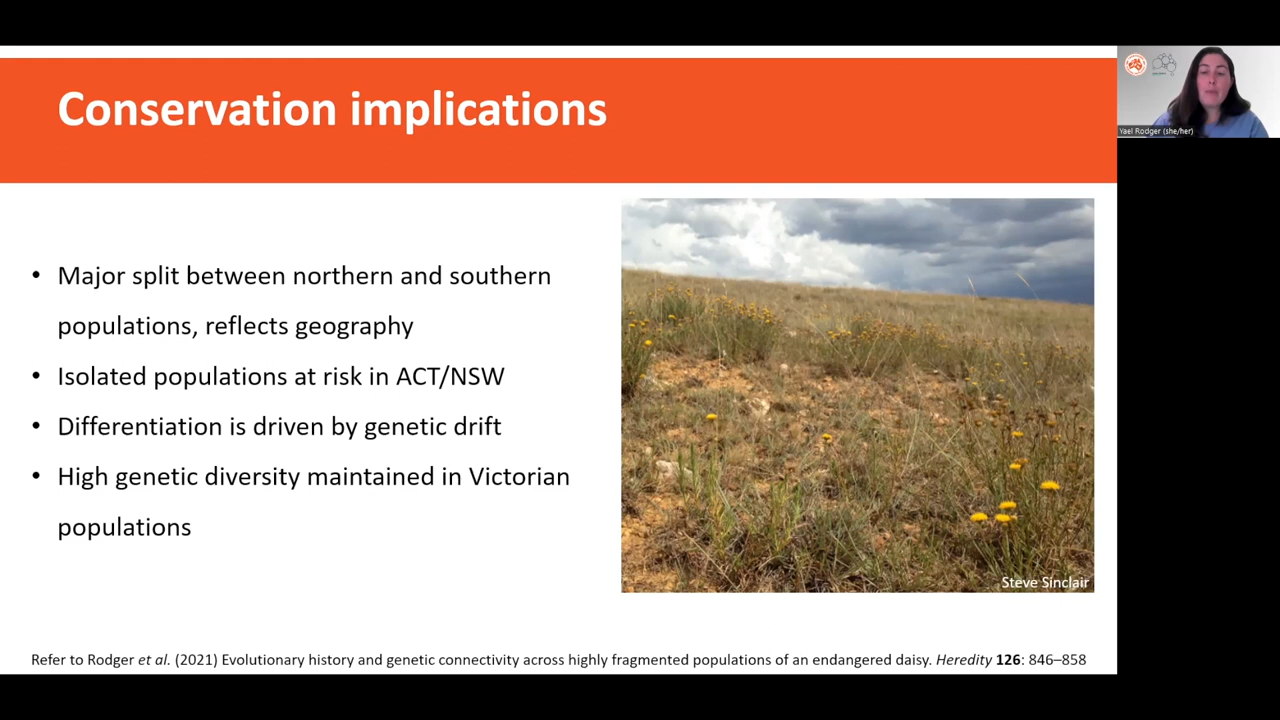 Conservation implications
Yael Rodger (she/her)
• Major split between northern and southern
populations, reflects geography
• Isolated populations at risk in ACT/NSW
• Differentiation is driven by genetic drift
• High genetic diversity maintained in Victorian
populations
Steve Sinclair
Refer to Rodger et al. (2021) Evolutionary history and genetic connectivity across highly fragmented populations of an endangered daisy. Heredity 126: 846–858